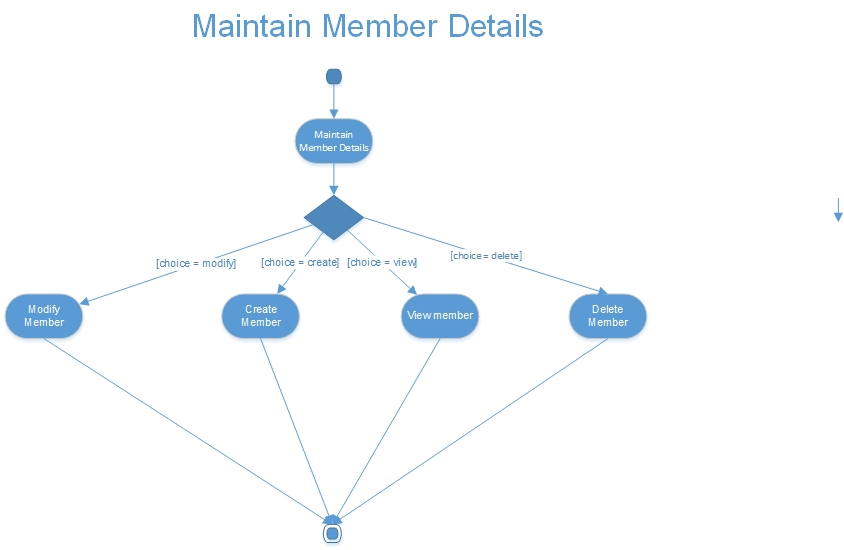 Maintain Member Details
Maintain
Member Details
[choice = modify]
[choice = create]
[choice = view]
[choice = delete]
Modify
Member
Create
Member
View member
Delete
Member